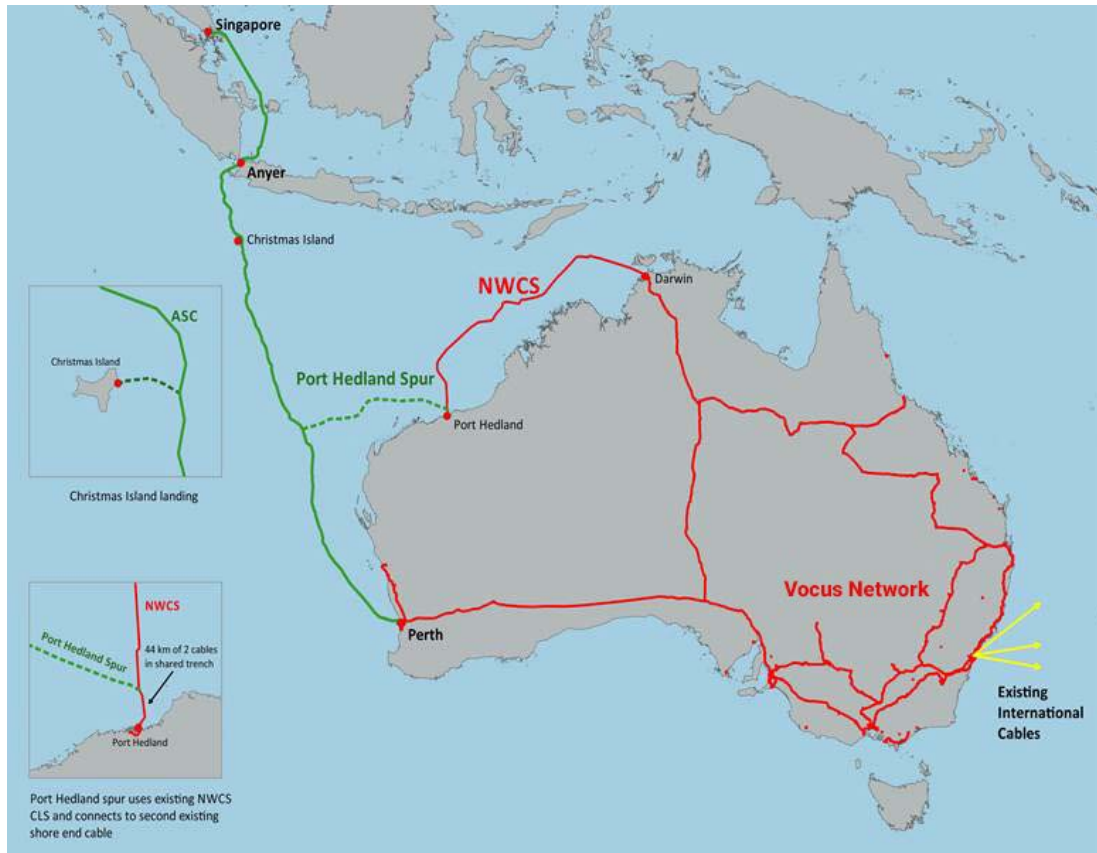 Singapore
Anyer
Christmas Island
NWCS
Darwin
ASC
Christmas Island
Port Hedland Spur
Port Hedland
Christmas Island landing
NWCS
Port Hedland Spur
44 km of 2 cables
in shared trench
Port Hedland
Perth
Vocus Network
Existing
International
Cables
Port Hedland spur uses existing NWCS
CLS and connects to second existing
shore end cable